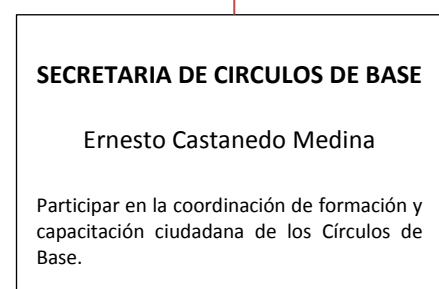 SECRETARIA DE CIRCULOS DE BASE
Ernesto Castanedo Medina
Participar en la coordinación de formación y
capacitación ciudadana de los Círculos de
Base.